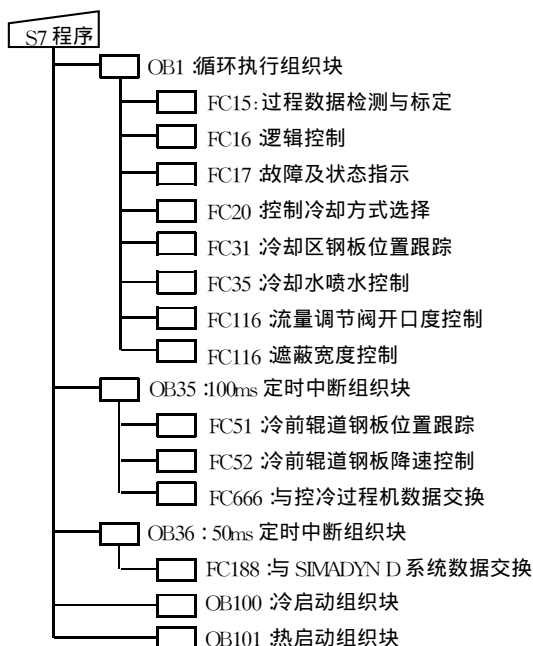 S7 程序
OB1 :循环执行组织块
FC15:过程数据检测与标定
FC16 :逻辑控制
FC17 :故障及状态指示
FC20 :控制冷却方式选择
FC31 :冷却区钢板位置跟踪
FC35 :冷却水喷水控制
FC116 :流量调节阀开口度控制
FC116 :遮蔽宽度控制
OB35 :100ms 定时中断组织块
FC51 :冷前辊道钢板位置跟踪
FC52 :冷前辊道钢板降速控制
FC666 :与控冷过程机数据交换
OB36 : 50ms 定时中断组织块
FC188 :与 SIMADYN D 系统数据交换
OB100 :冷启动组织块
OB101 :热启动组织块